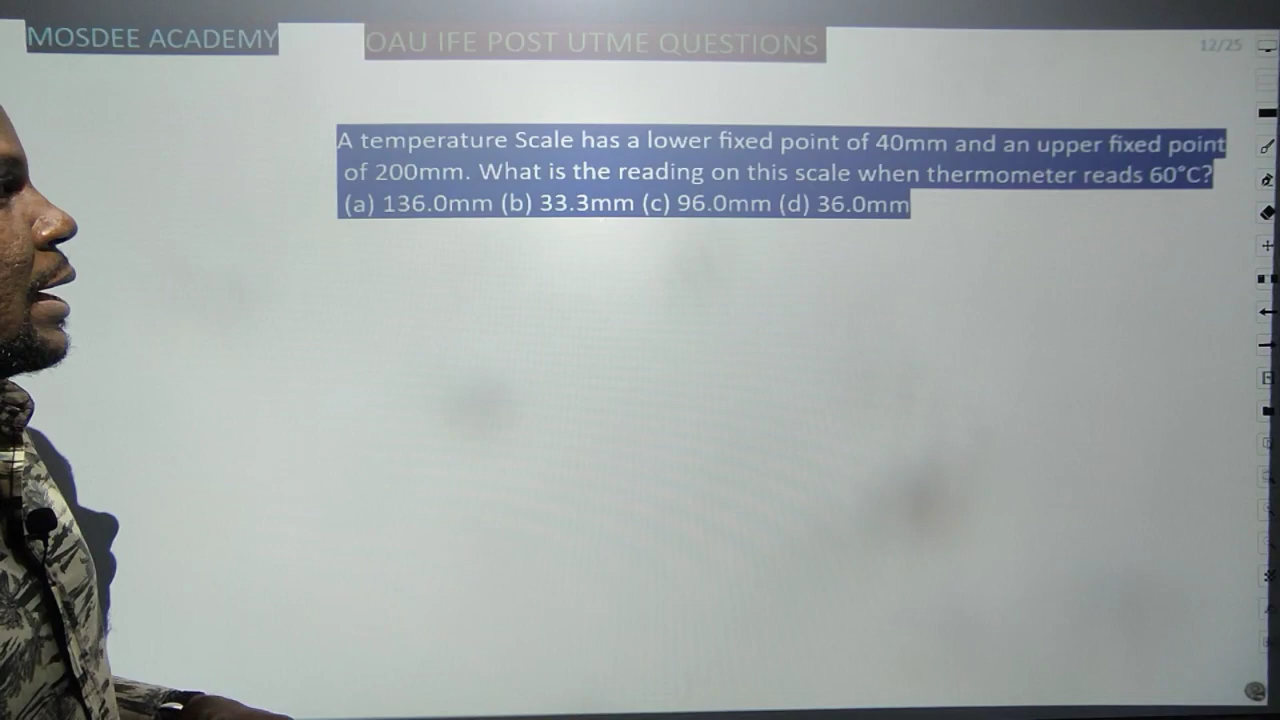 MOSDEE ACADEMY
OAU IFE POST UTME QUESTIONS
12/25
A temperature Scale has a lower fixed point of 40mm and an upper fixed point
of 200mm. What is the reading on this scale when thermometer reads 60°C?
(a) 136.0mm (b) 33.3mm (c) 96.0mm (d) 36.0mm